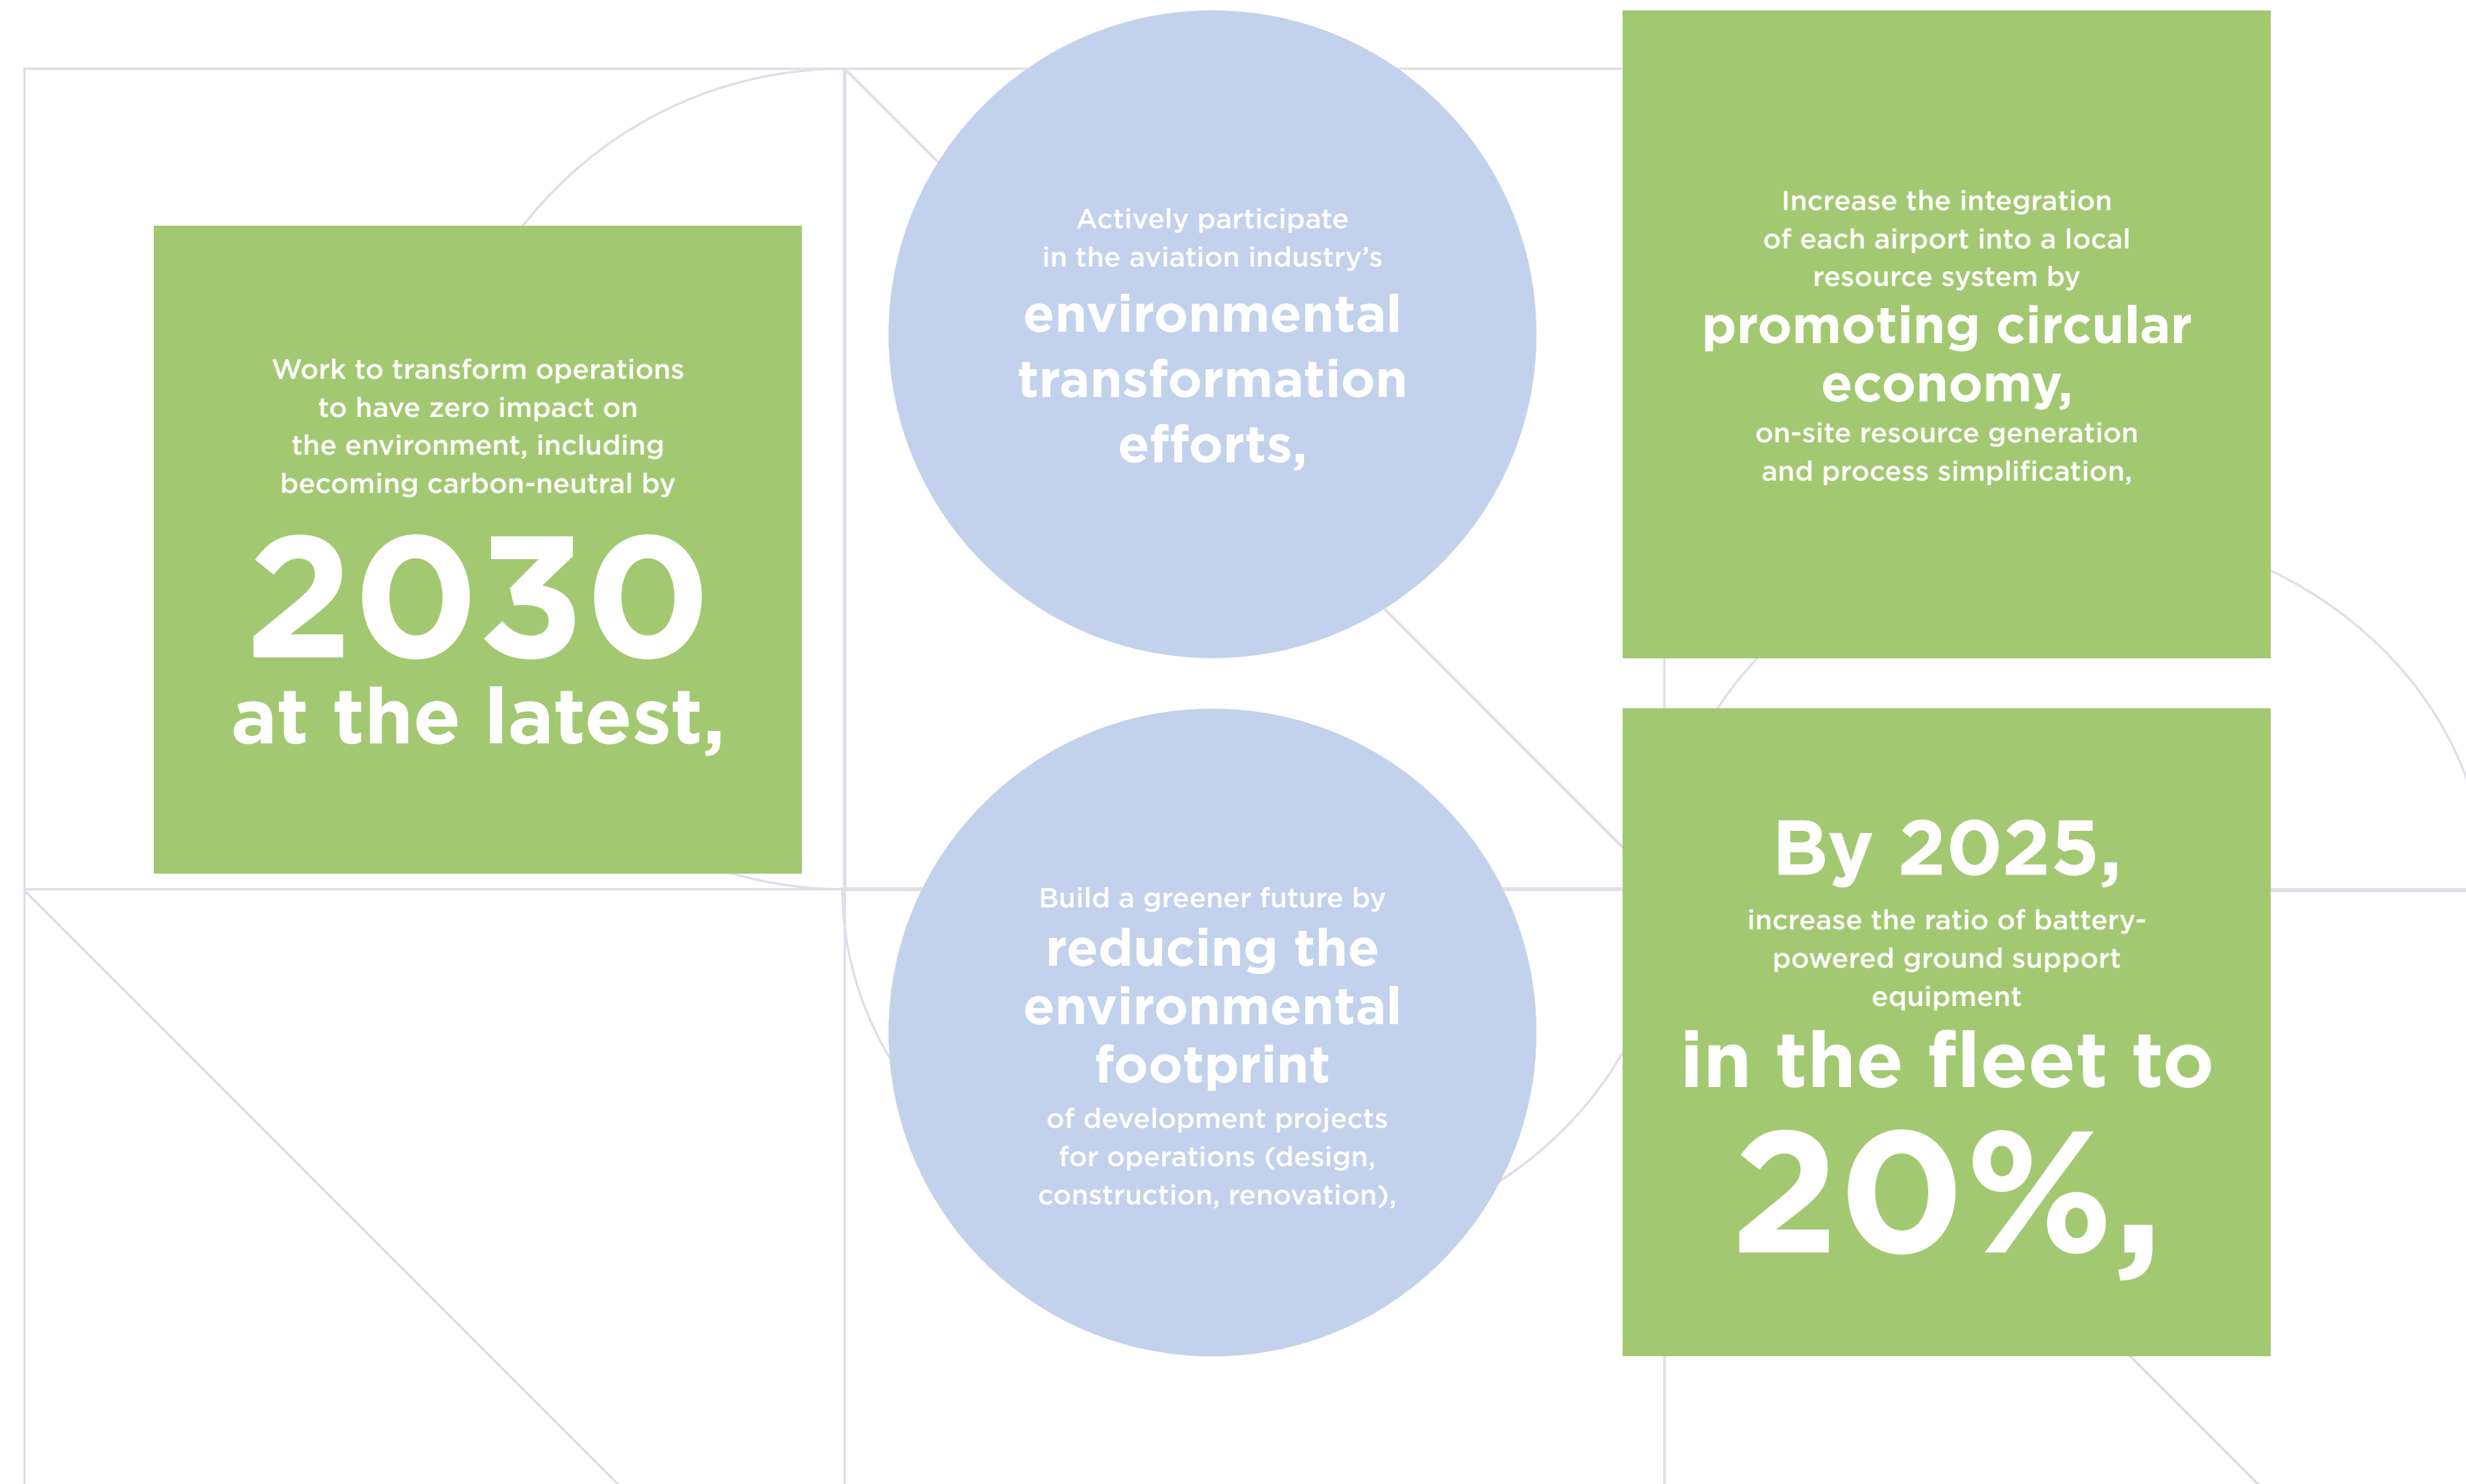 Work to transform operations
to have zero impact on
the environment, including
becoming carbon-neutral by
2030
at the latest,
Actively participate
in the aviation industry’s
environmental
transformation
efforts,
Build a greener future by
reducing the
environmental
footprint
of development projects
for operations (design,
construction, renovation),
Increase the integration
of each airport into a local
resource system by
promoting circular
economy,
on-site resource generation
and process simplification,
By 2025,
increase the ratio of battery-
powered ground support
equipment
in the fleet to
20%,